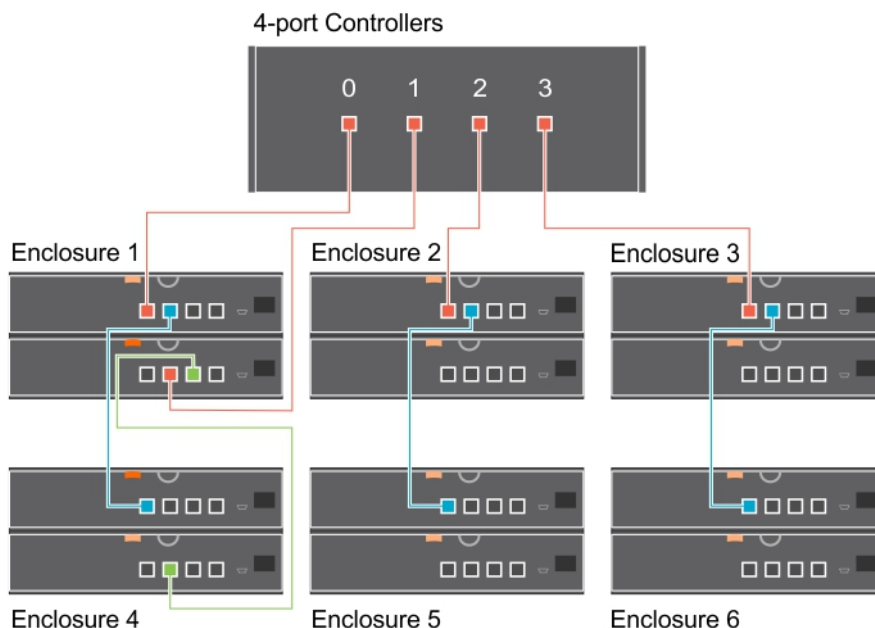 4-port Controllers
0 1 2 3
Enclosure 1 Enclosure 2 Enclosure 3
Enclosure 4 Enclosure 5 Enclosure 6